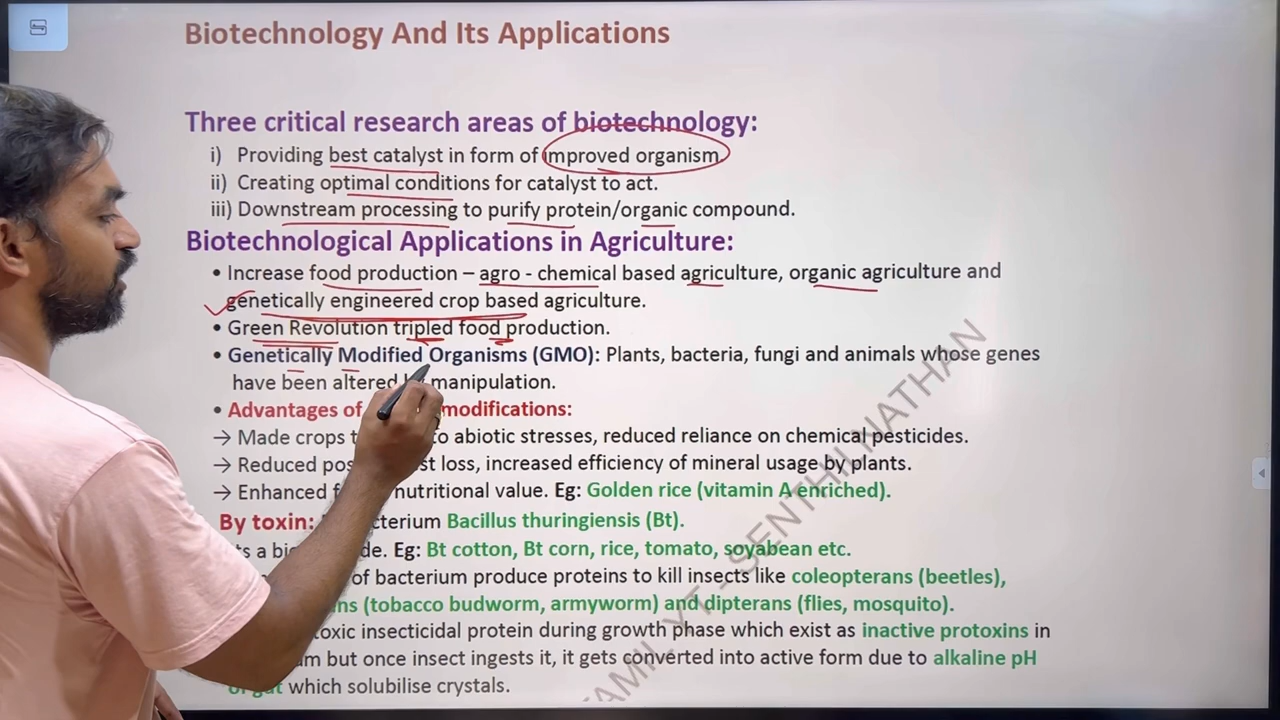 Biotechnology And Its Applications
Three critical research areas of biotechnology:
i) Providing best catalyst in form of improved organism.
ii) Creating optimal conditions for catalyst to act.
iii) Downstream processing to purify protein/organic compound.
Biotechnological Applications in Agriculture:
• Increase food production – agro - chemical based agriculture, organic agriculture and
genetically engineered crop based agriculture.
• Green Revolution tripled food production.
• Genetically Modified Organisms (GMO): Plants, bacteria, fungi and animals whose genes
have been altered manipulation.
• Advantages of modifications:
→ Made crops to abiotic stresses, reduced reliance on chemical pesticides.
→ Reduced loss, increased efficiency of mineral usage by plants.
→ Enhanced nutritional value. Eg: Golden rice (vitamin A enriched).
By toxin: Bacillus thuringiensis (Bt).
Eg: Bt cotton, Bt corn, rice, tomato, soyabean etc.
of bacterium produce proteins to kill insects like coleopterans (beetles),
(tobacco budworm, armyworm) and dipterans (flies, mosquito).
insecticidal protein during growth phase which exist as inactive protoxins in
but once insect ingests it, it gets converted into active form due to alkaline pH
of gut which solubilise crystals.
TAMIL YT - SENTHILNATHAN